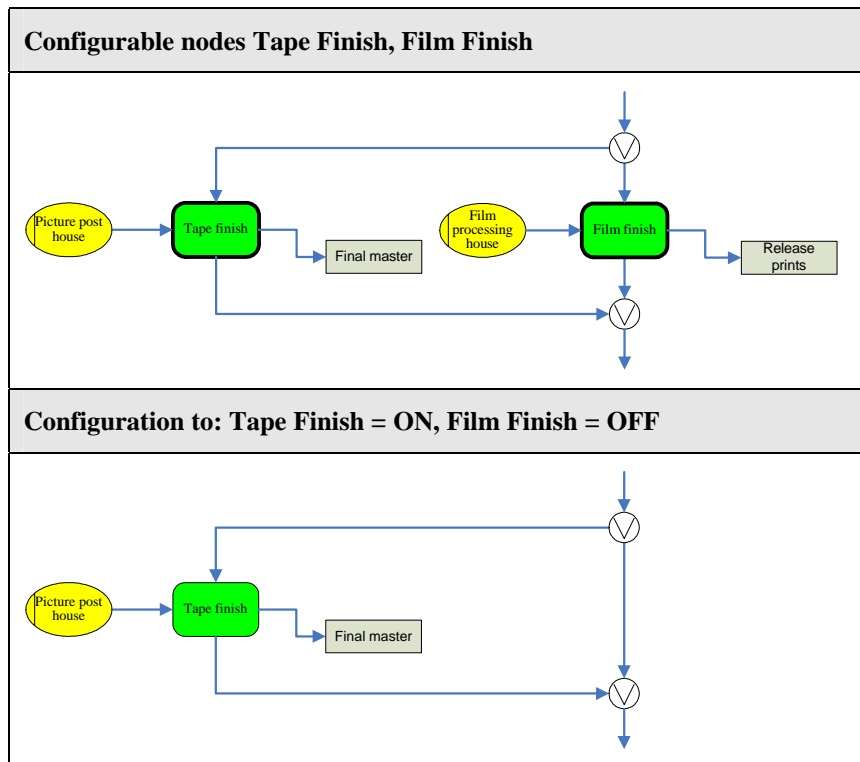 Configurable nodes Tape Finish, Film Finish
Picture post
house
Tape finish
Final master
Film
processing
house
Film finish
Release
prints
Configuration to: Tape Finish = ON, Film Finish = OFF
Picture post
house
Tape finish
Final master